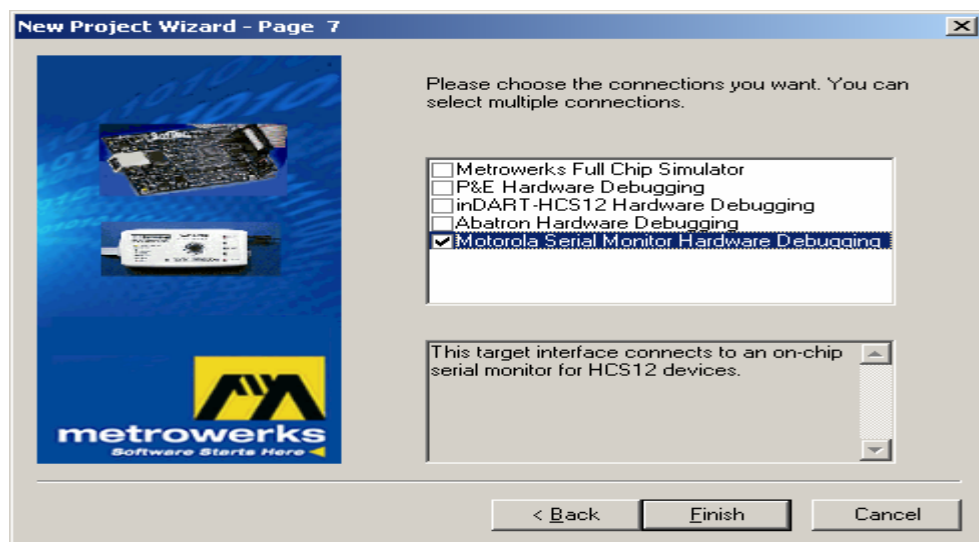 New Project Wizard - Page 7
Please choose the connections you want. You can
select multiple connections.
Metrowerks Full Chip Simulator
P&E Hardware Debugging
inDART-HCS12 Hardware Debugging
Abatron Hardware Debugging
Motorola Serial Monitor Hardware Debugging
This target interface connects to an on-chip
serial monitor for HCS12 devices.
metrowerks
Software Starts Here
< Back
Finish
Cancel